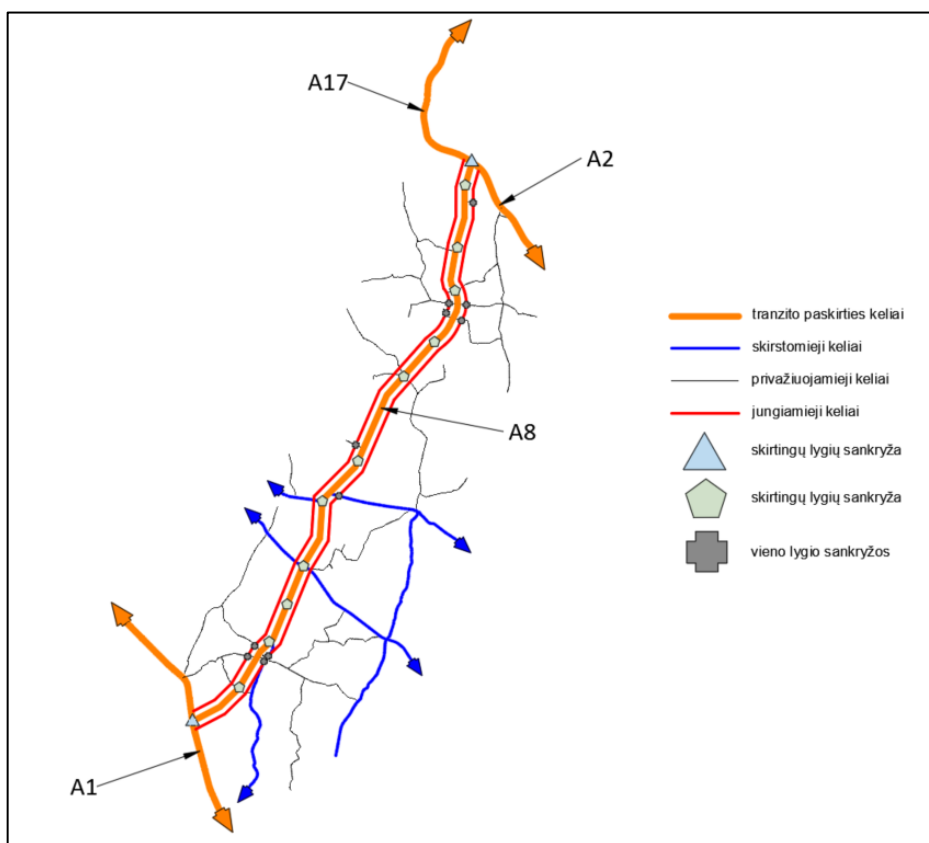 A17
A2
tranzito paskirties keliai
skirstomieji keliai
privažiuojamieji keliai
jungiamieji keliai
A8
skirtingų lygių sankryža
skirtingų lygių sankryža
vieno lygio sankryžos
A1